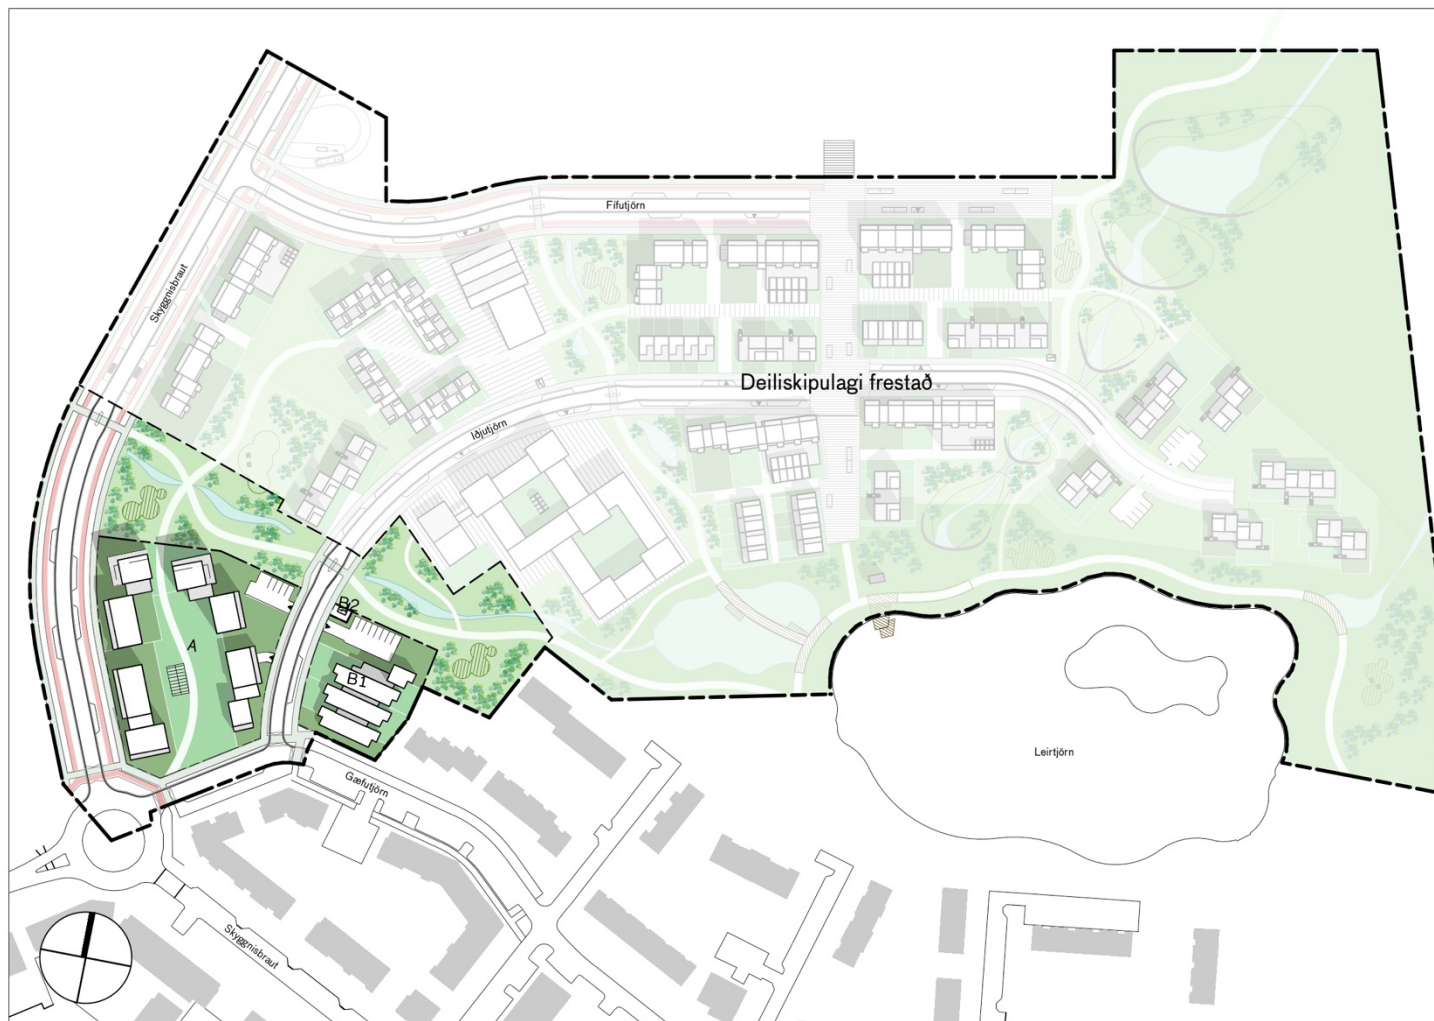 Fífutjörn
Skyggnisbraut
Deiliskipulagi frestað
Iðjutjörn
B2
A
B1
Leirtjörn
Gæfutjörn
Skyggnisbraut